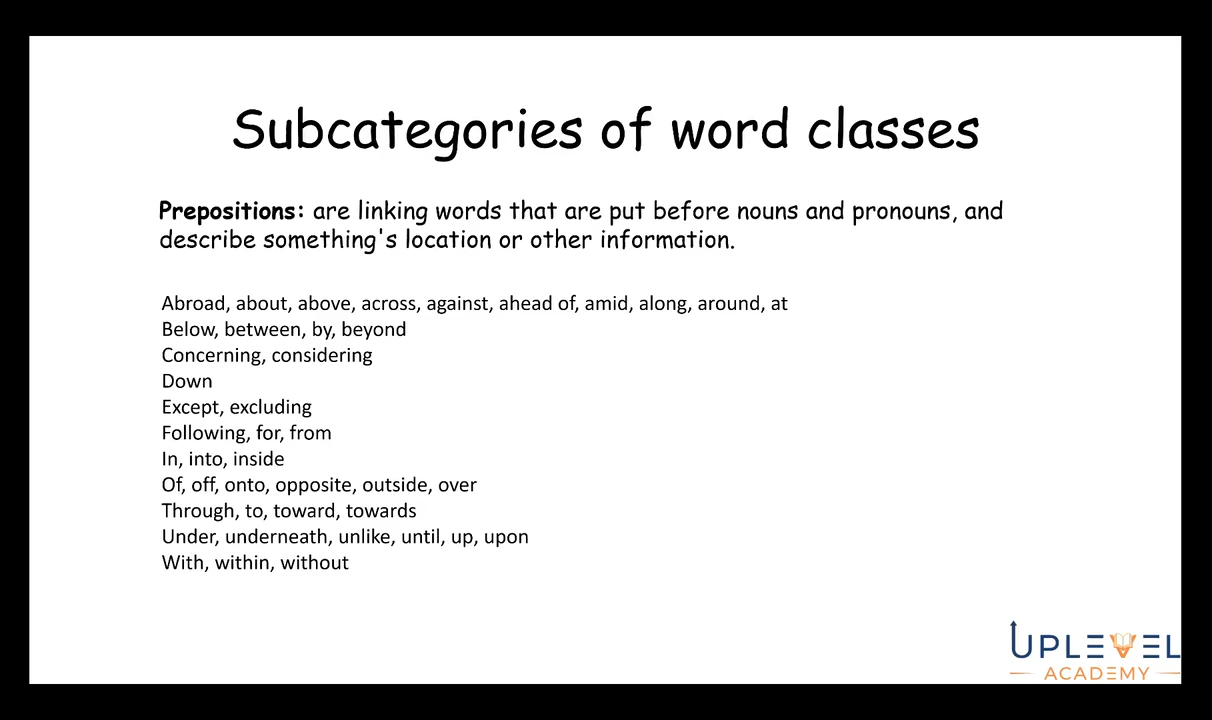 Subcategories of word classes
Prepositions: are linking words that are put before nouns and pronouns, and
describe something's location or other information.
Abroad, about, above, across, against, ahead of, amid, along, around, at
Below, between, by, beyond
Concerning, considering
Down
Except, excluding
Following, for, from
In, into, inside
Of, off, onto, opposite, outside, over
Through, to, toward, towards
Under, underneath, unlike, until, up, upon
With, within, without
UPLEVEL
ACADEMY